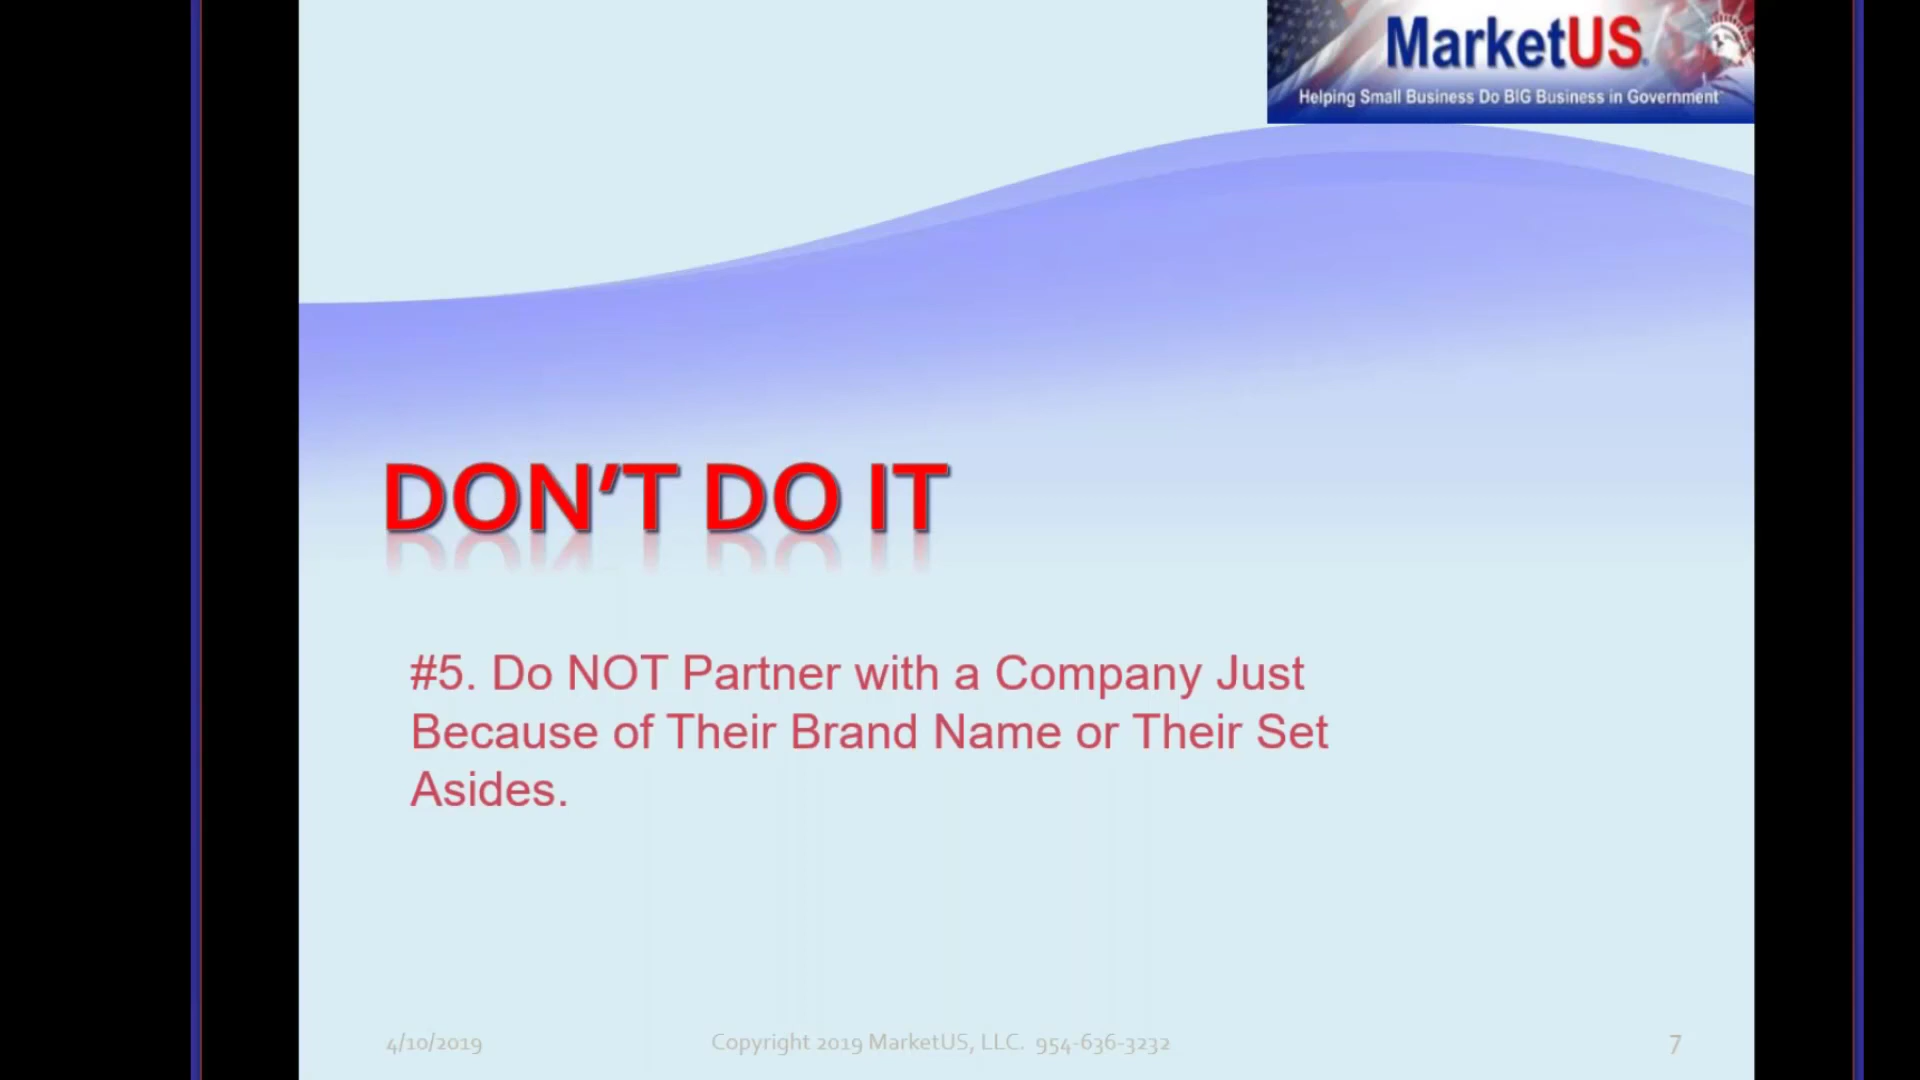 MarketUS
Helping Small Business Do BIG Business in Government
DON’T DO IT
#5. Do NOT Partner with a Company Just
Because of Their Brand Name or Their Set
Asides.
4/10/2019
Copyright 2019 MarketUS, LLC. 954-636-3232
7